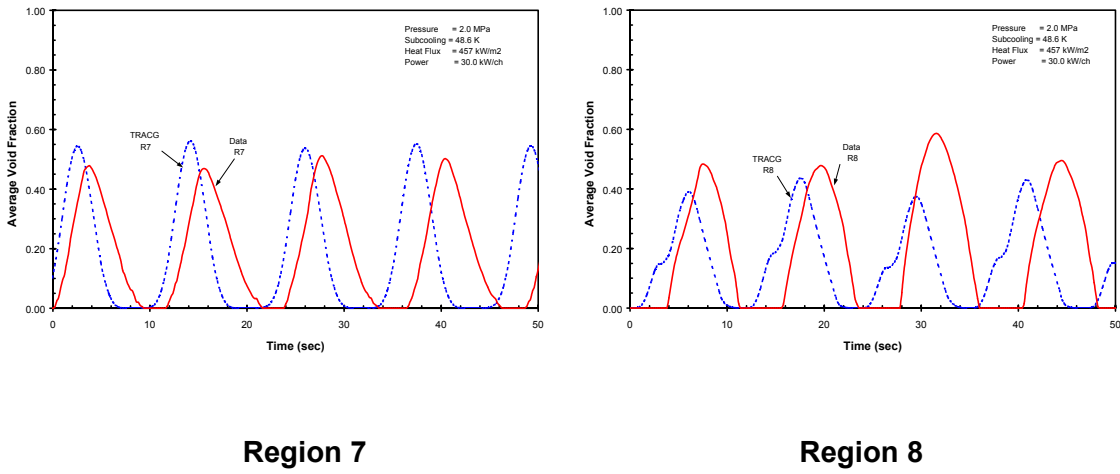 Pressure = 2.0 MPa
Subcooling = 48.6 K
Heat Flux = 457 kW/m2
Power = 30.0 kW/ch
1.00
0.80
0.60
0.40
0.20
0.00
Average Void Fraction
TRACG
R7
Data
R7
0.00
10
20
30
40
50
Time (sec)
Region 7
Pressure = 2.0 MPa
Subcooling = 48.6 K
Heat Flux = 457 kW/m2
Power = 30.0 kW/ch
1.00
0.80
0.60
0.40
0.20
0.00
Average Void Fraction
TRACG
R8
Data
R8
0
10
20
30
40
50
Time (sec)
Region 8